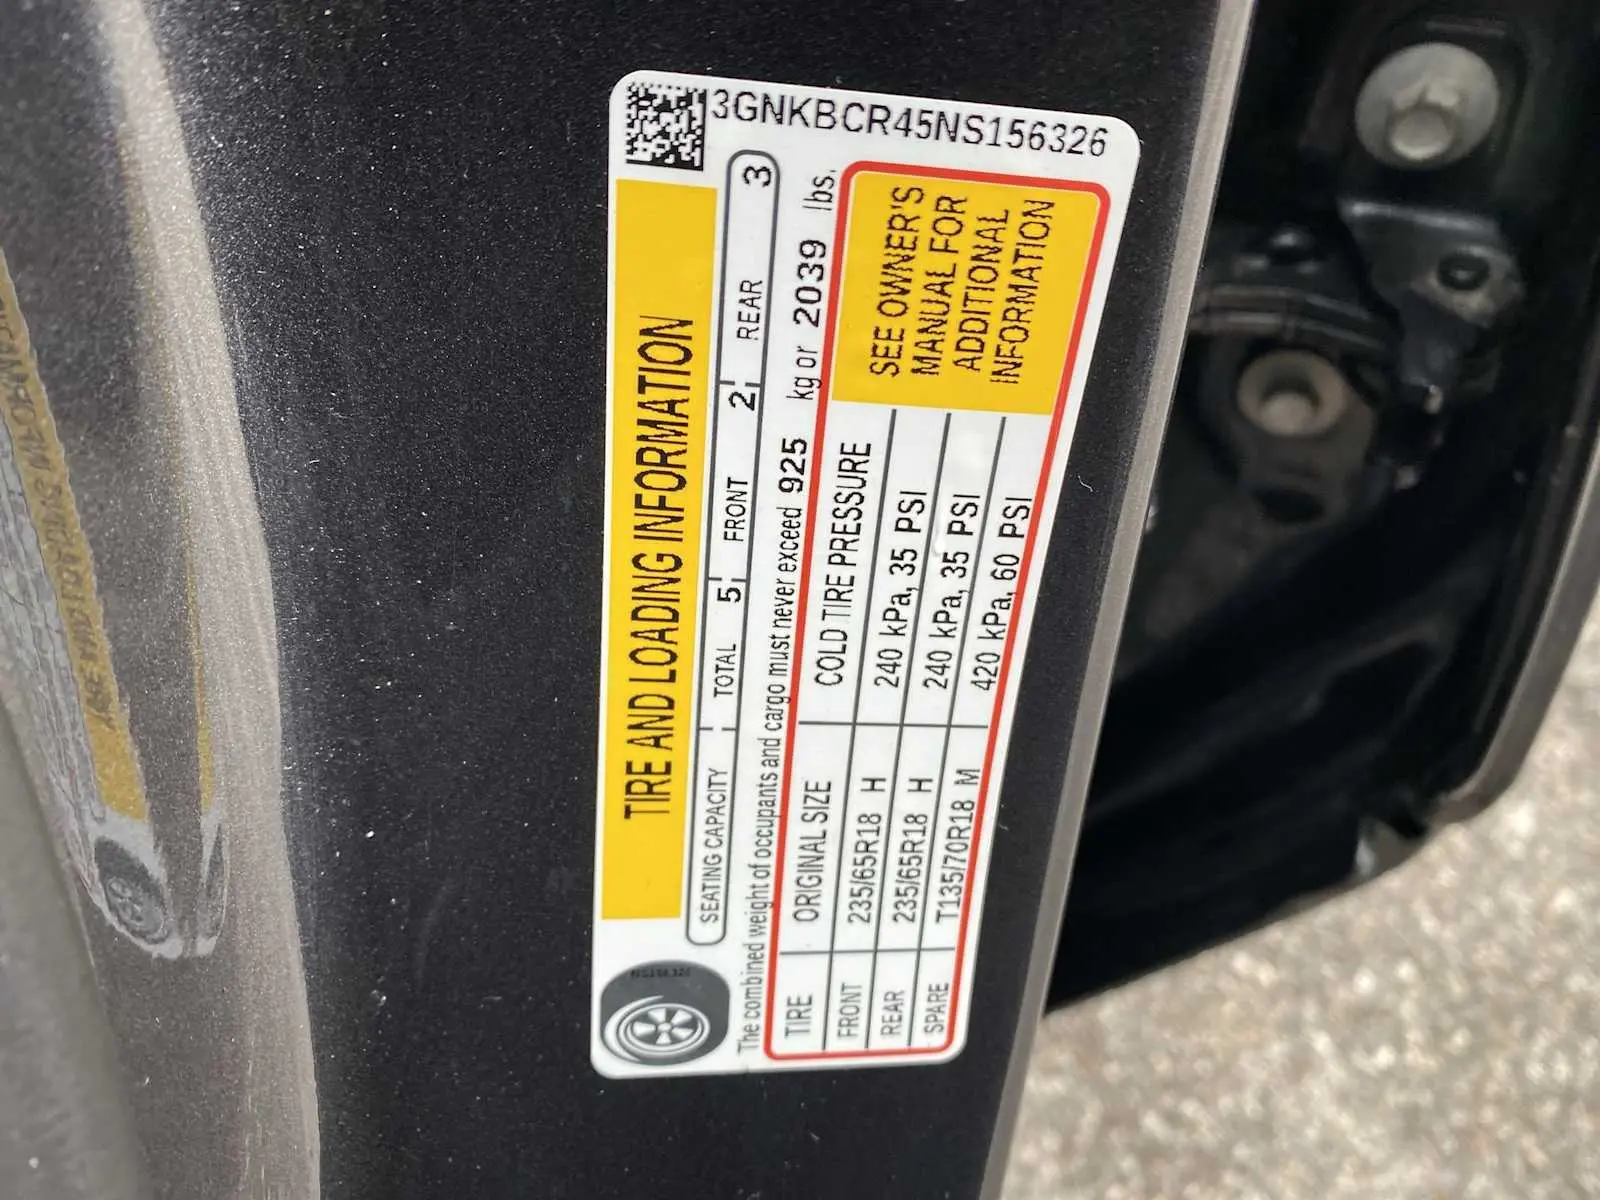 3GNKBCR45NS156326
TIRE AND LOADING INFORMATION
SEATING CAPACITY TOTAL 5 FRONT 2 REAR 3
The combined weight of occupants and cargo must never exceed 925 kg or 2039 lbs.
TIRE ORIGINAL SIZE COLD TIRE PRESSURE
FRONT 235/65R18 H 240 kPa, 35 PSI
REAR 235/65R18 H 240 kPa, 35 PSI
SPARE T135/70R18 M 420 kPa, 60 PSI
SEE OWNER'S
MANUAL FOR
ADDITIONAL
INFORMATION